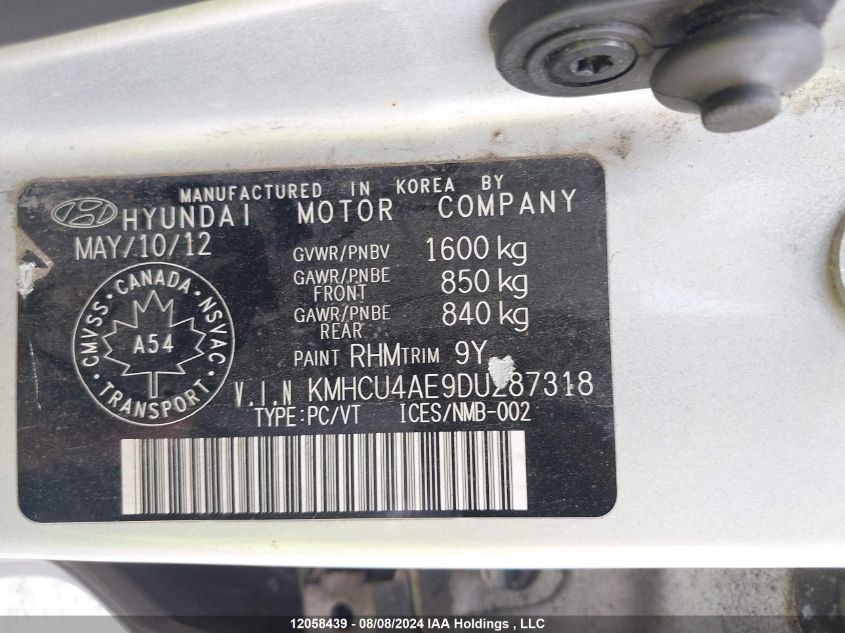 MANUFACTURED IN KOREA BY
HYUNDAI MOTOR COMPANY
MAY/10/12
GVWR/PNBV 1600 kg
GAWR/PNBE FRONT 850 kg
GAWR/PNBE REAR 840 kg
CANADA
CMVSS · NSVAC
A54
TRANSPORT
PAINT RHM TRIM 9Y
V.I.N KMHCU4AE9DU287318
TYPE:PC/VT ICES/NMB-002
12058439 - 08/08/2024 IAA Holdings , LLC